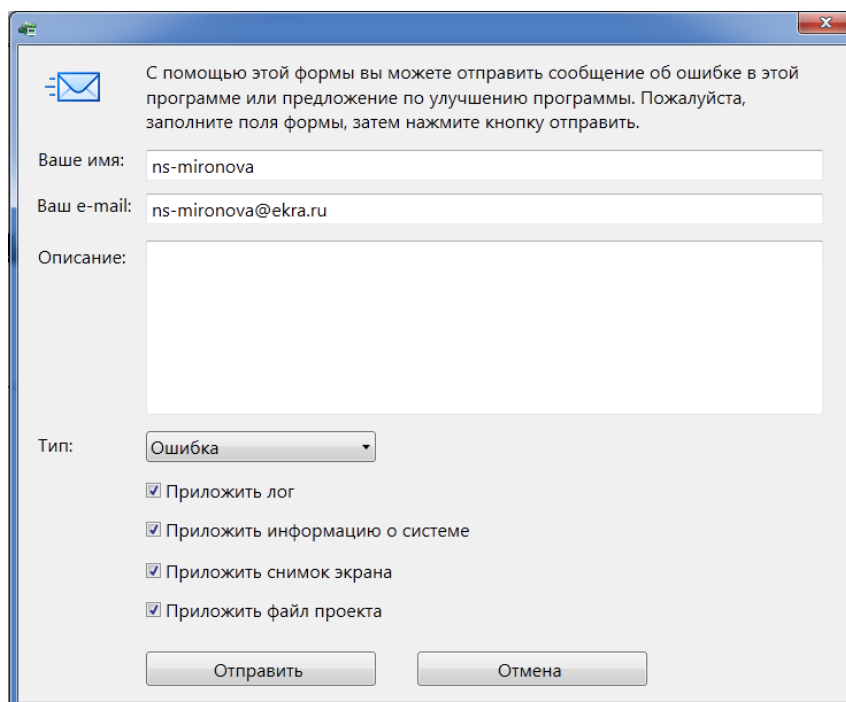 С помощью этой формы вы можете отправить сообщение об ошибке в этой
программе или предложение по улучшению программы. Пожалуйста,
заполните поля формы, затем нажмите кнопку отправить.
Ваше имя: ns-mironova
Ваш e-mail: ns-mironova@ekra.ru
Описание:
Тип: Ошибка
Приложить лог
Приложить информацию о системе
Приложить снимок экрана
Приложить файл проекта
Отправить Отмена